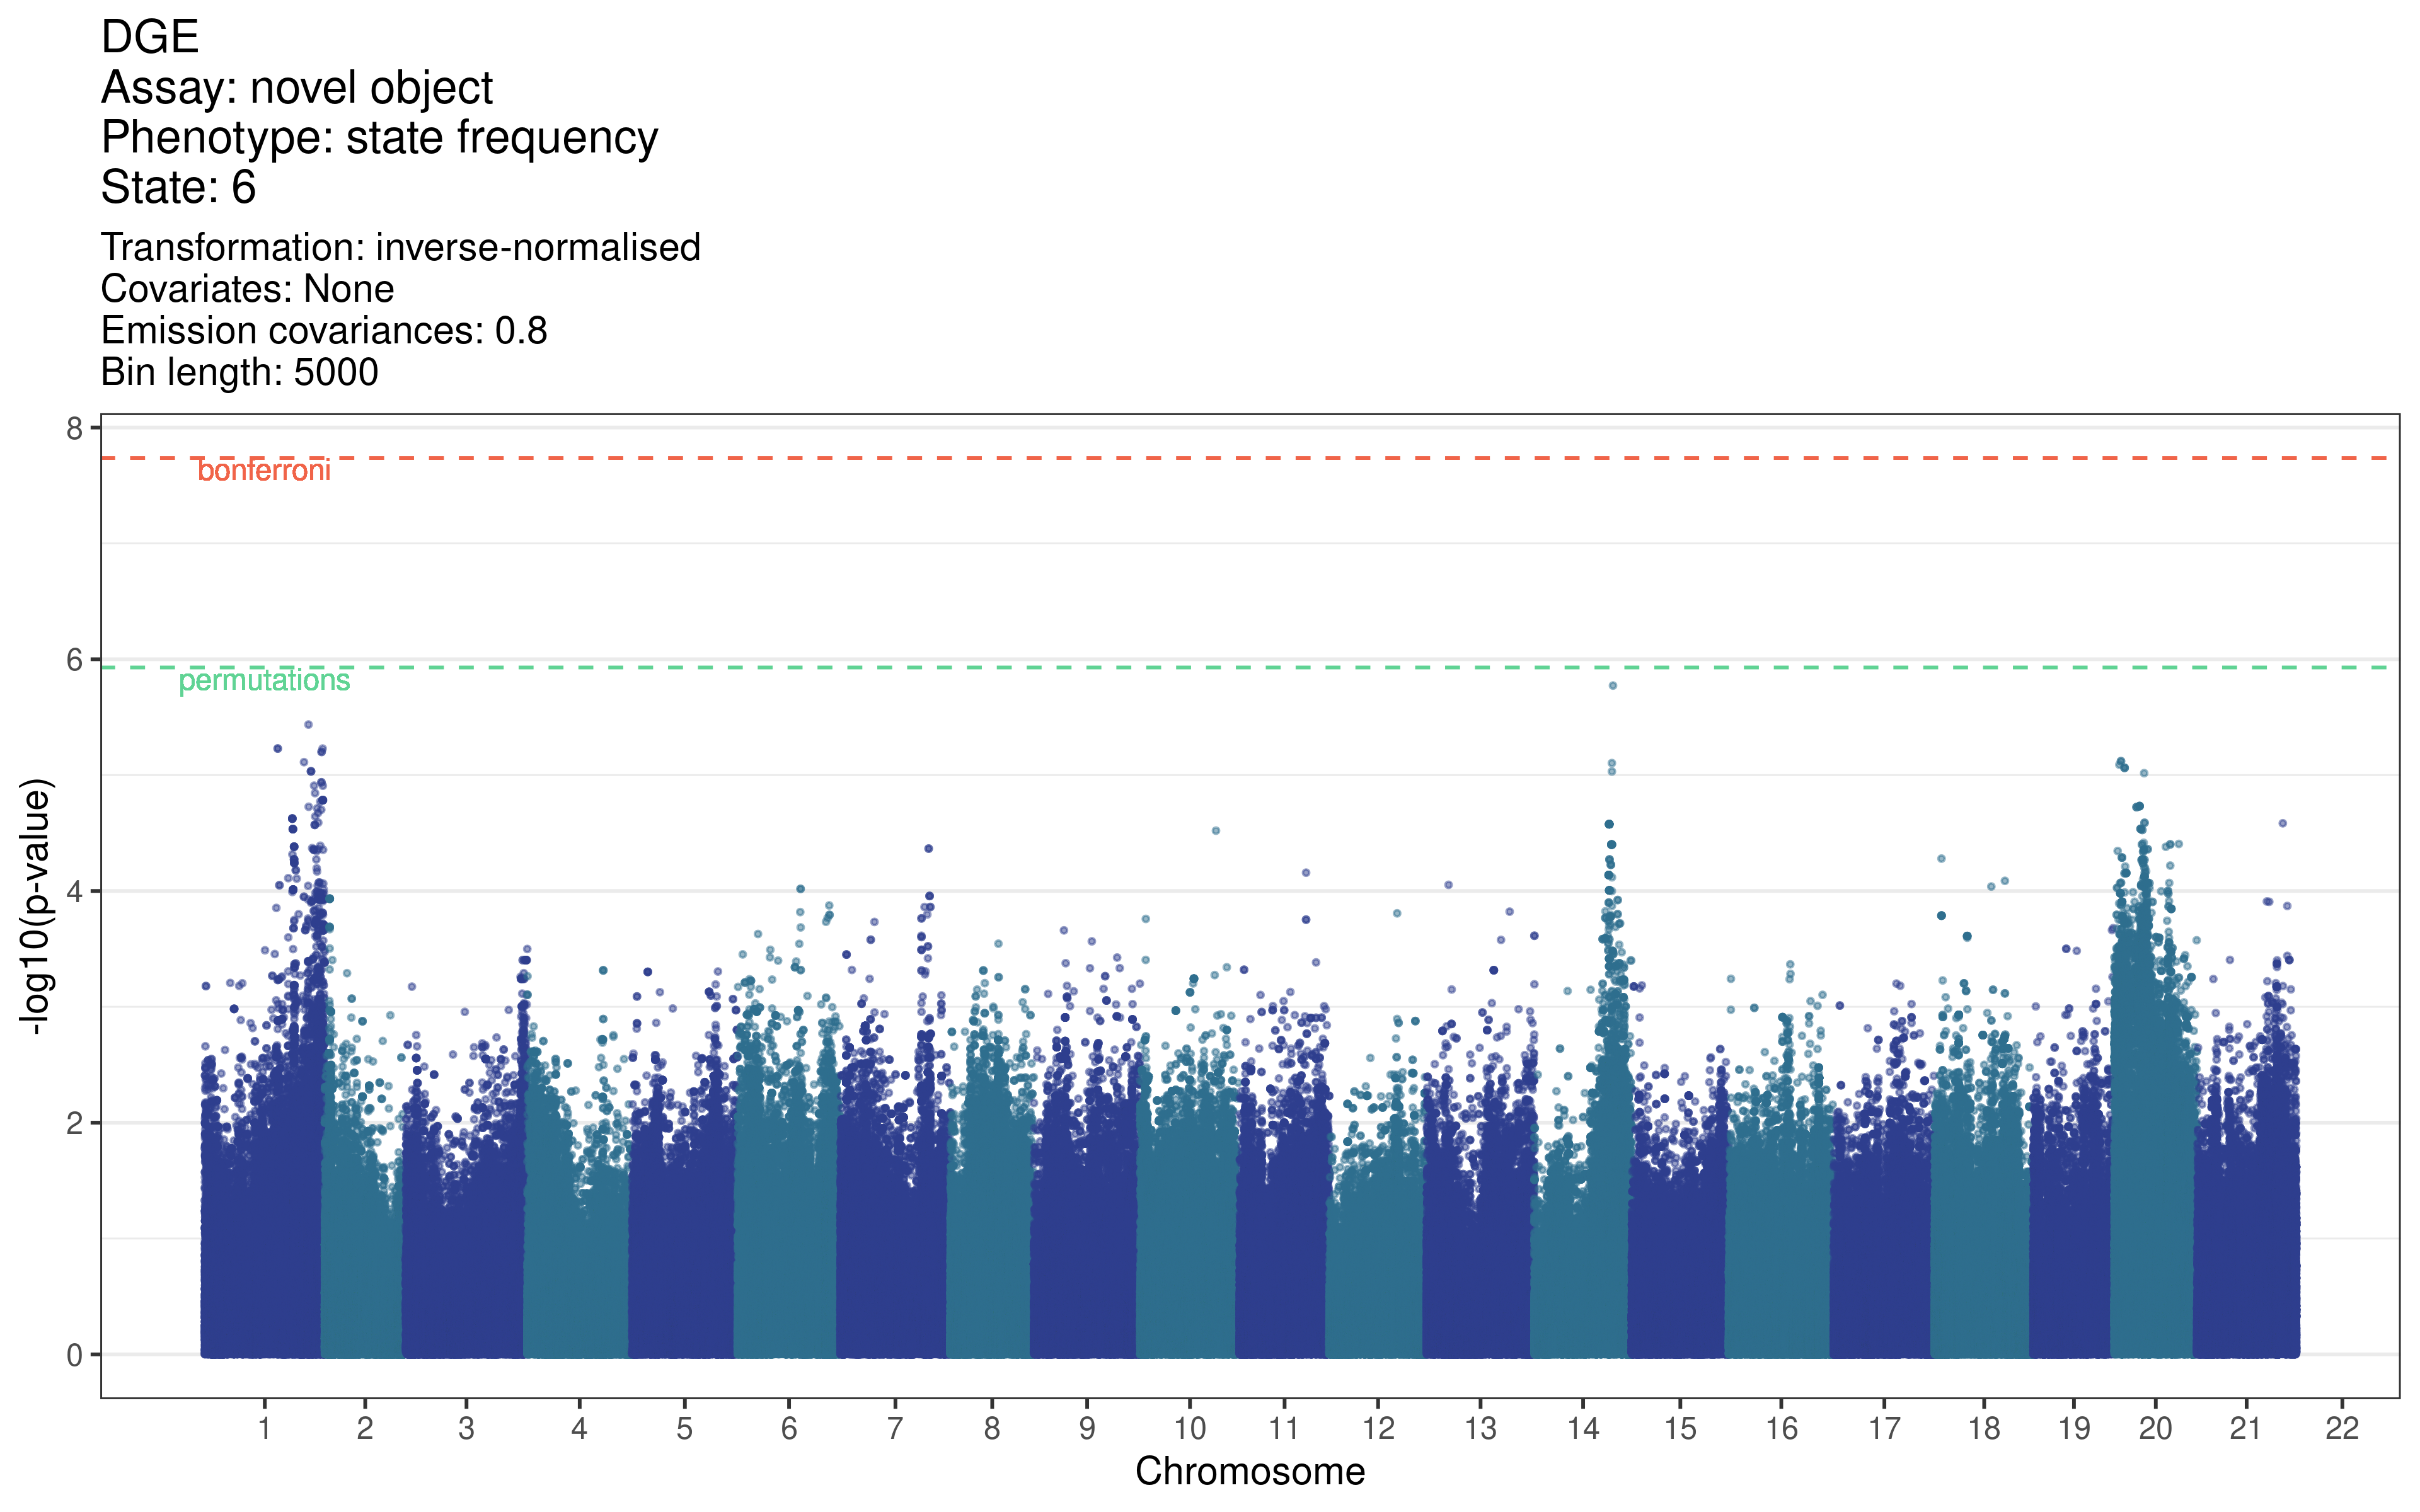 DGE
Assay: novel object
Phenotype: state frequency
State: 6
Transformation: inverse-normalised
Covariates: None
Emission covariances: 0.8
Bin length: 5000
8
bonferroni
6
permutations
4
2
0
-log10(p-value)
1 2 3 4 5 6 7 8 9 10 11 12 13 14 15 16 17 18 19 20 21 22
Chromosome